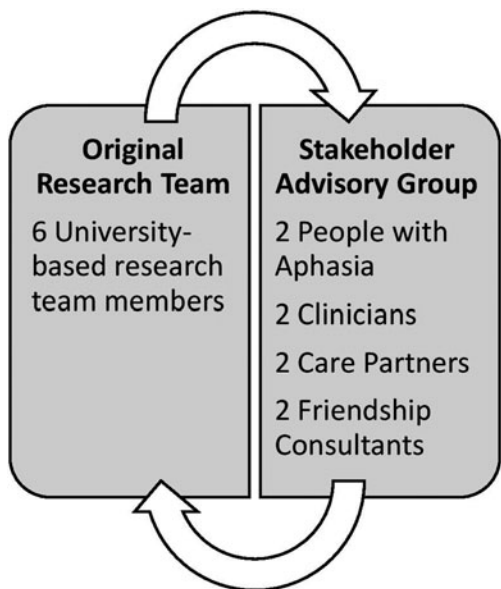 Original
Research Team
6 University-
based research
team members
Stakeholder
Advisory Group
2 People with
Aphasia
2 Clinicians
2 Care Partners
2 Friendship
Consultants